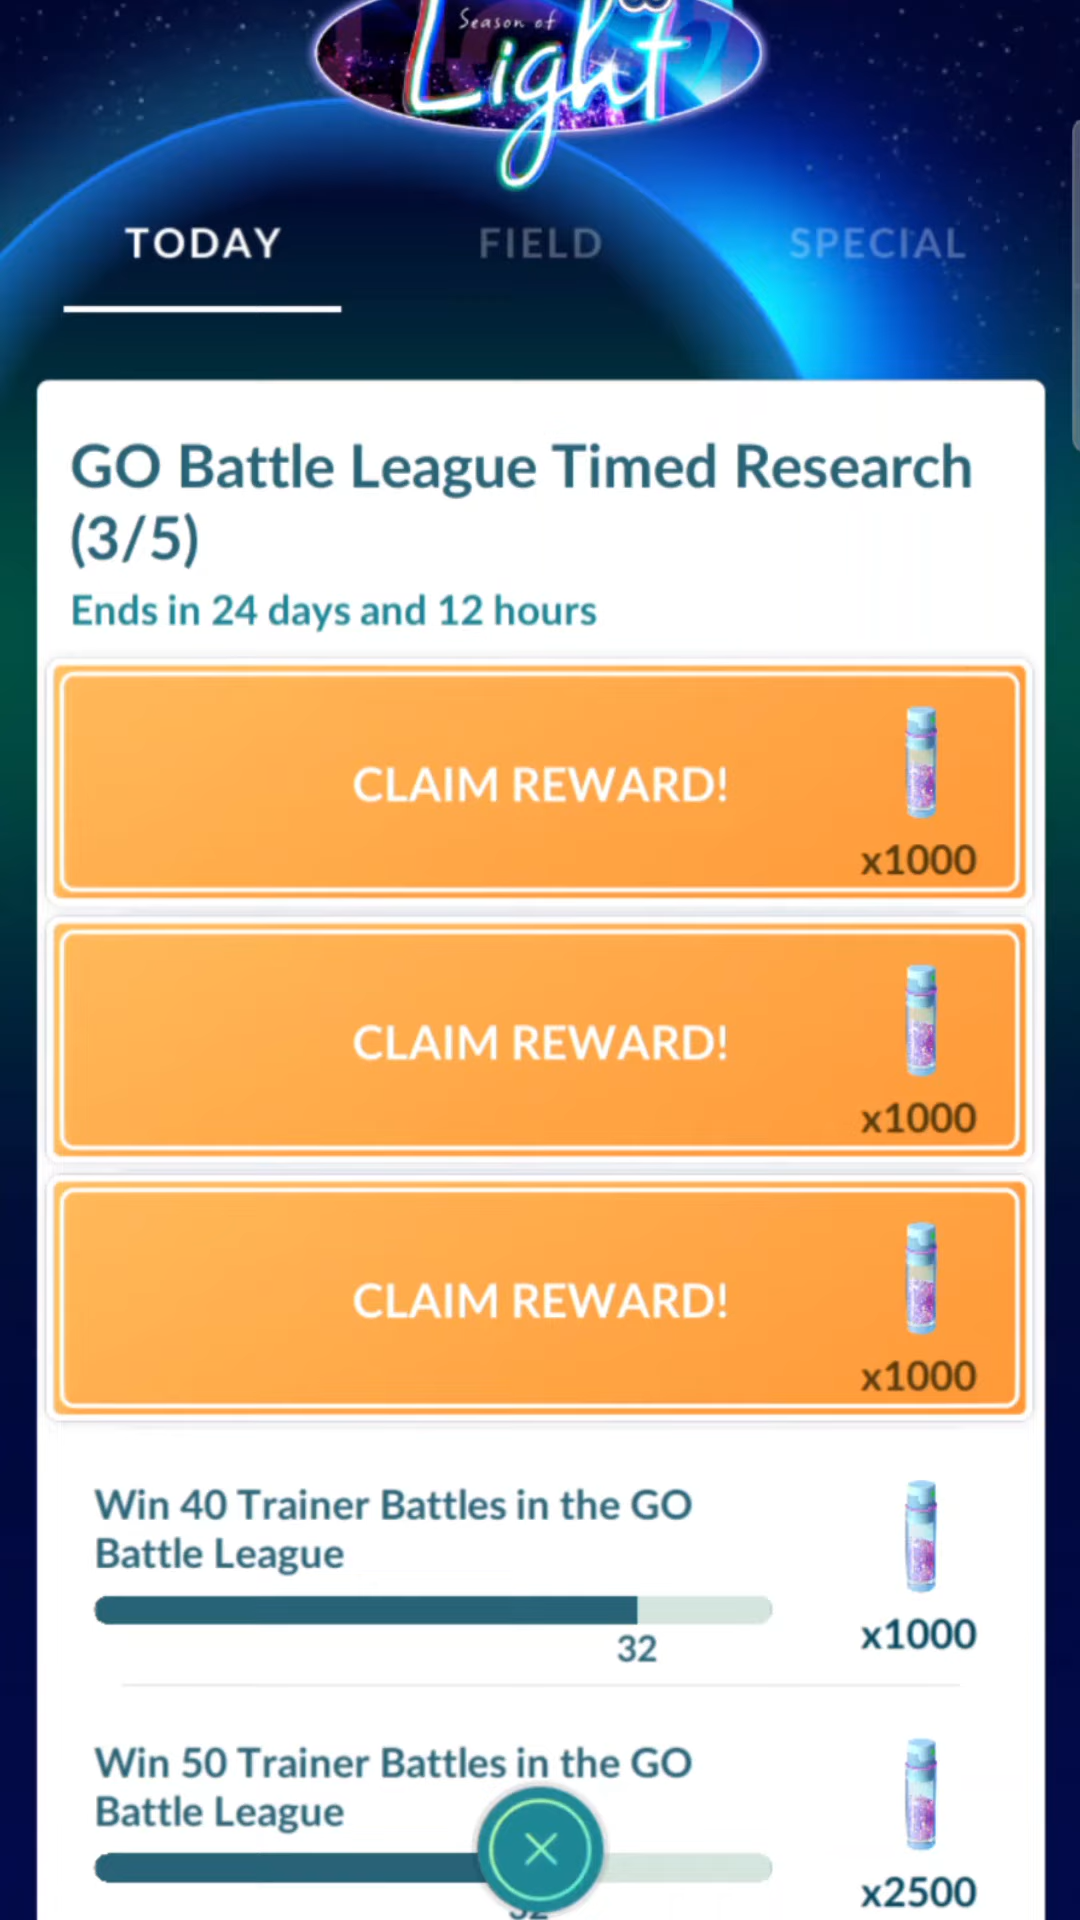 Season of
Light
TODAY
FIELD
SPECIAL
GO Battle League Timed Research
(3/5)
Ends in 24 days and 12 hours
CLAIM REWARD!
x1000
CLAIM REWARD!
x1000
CLAIM REWARD!
x1000
Win 40 Trainer Battles in the GO
Battle League
32
x1000
Win 50 Trainer Battles in the GO
Battle League
32
x2500